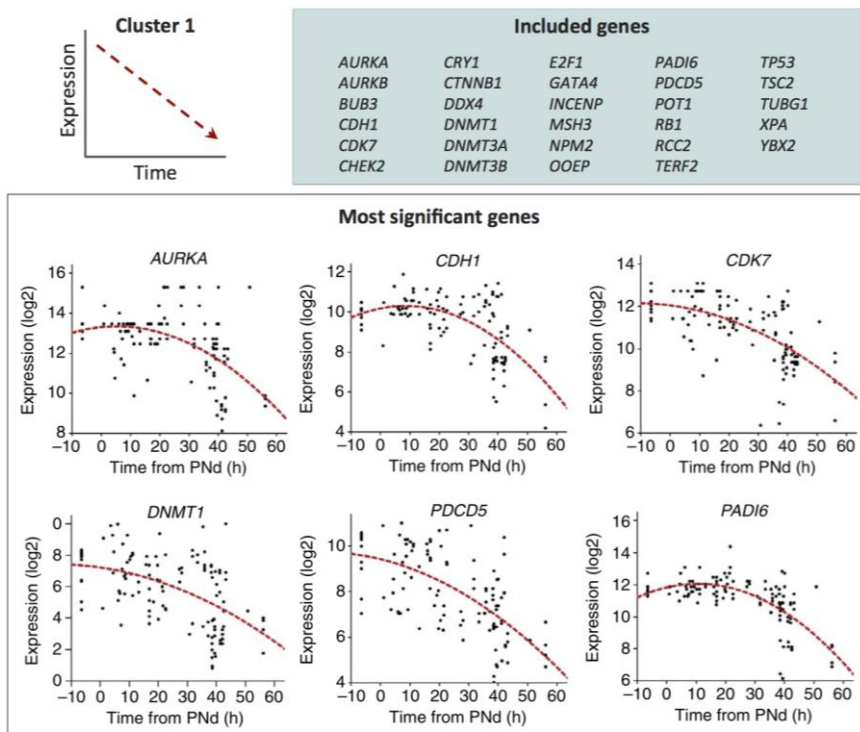 Cluster 1
Expression
Time
Included genes
AURKA CRY1 E2F1 PADI6 TP53
AURKB CTNNB1 GATA4 PDCD5 TSC2
BUB3 DDX4 INCENP POT1 TUBG1
CDH1 DNMT1 MSH3 RB1 XPA
CDK7 DNMT3A NPM2 RCC2 YBX2
CHEK2 DNMT3B OOEP TERF2
Most significant genes
AURKA
Expression (log2)
16
14
12
10
8
–10 0 10 20 30 40 50 60
Time from PNd (h)
CDH1
Expression (log2)
12
10
8
6
4
–10 0 10 20 30 40 50 60
Time from PNd (h)
CDK7
Expression (log2)
14
12
10
8
6
–10 0 10 20 30 40 50 60
Time from PNd (h)
DNMT1
Expression (log2)
0
8
6
4
2
0
–10 0 10 20 30 40 50 60
Time from PNd (h)
PDCD5
Expression (log2)
10
8
6
4
–10 0 10 20 30 40 50 60
Time from PNd (h)
PADI6
Expression (log2)
16
14
12
10
8
6
–10 0 10 20 30 40 50 60
Time from PNd (h)